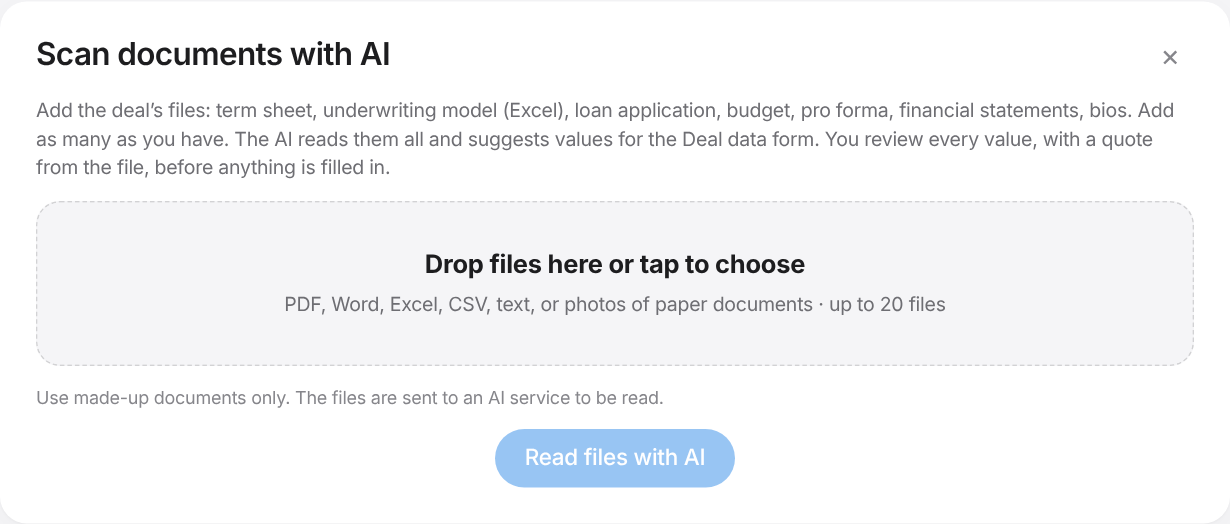 Scan documents with AI
×
Add the deal’s files: term sheet, underwriting model (Excel), loan application, budget, pro forma, financial statements, bios. Add
as many as you have. The AI reads them all and suggests values for the Deal data form. You review every value, with a quote
from the file, before anything is filled in.
Drop files here or tap to choose
PDF, Word, Excel, CSV, text, or photos of paper documents · up to 20 files
Use made-up documents only. The files are sent to an AI service to be read.
Read files with AI